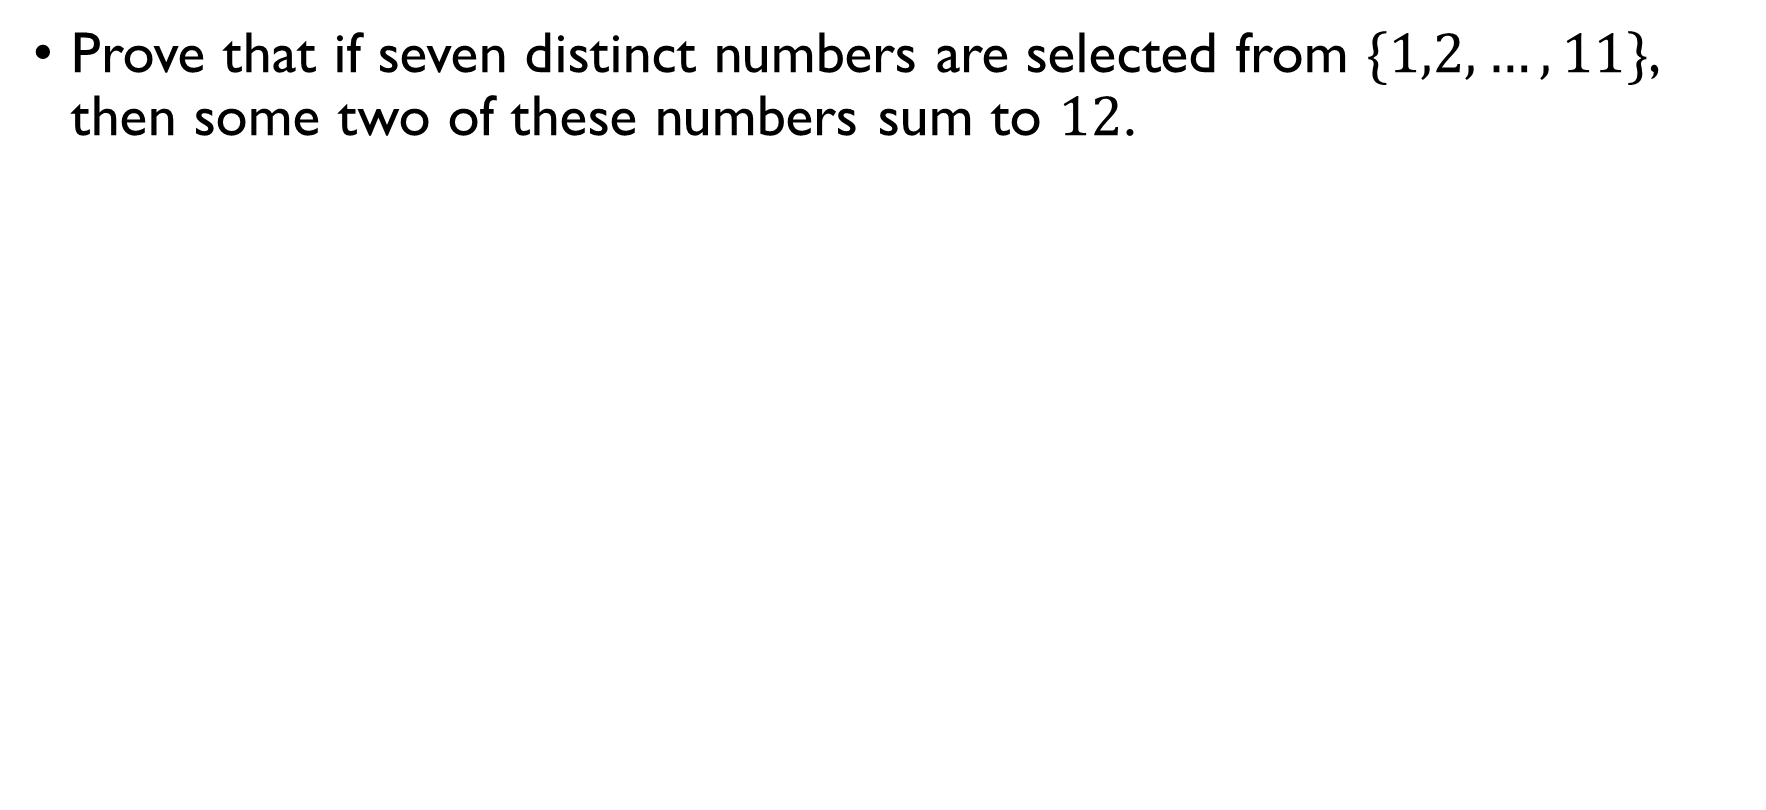 • Prove that if seven distinct numbers are selected from {1,2, … , 11},
then some two of these numbers sum to 12.